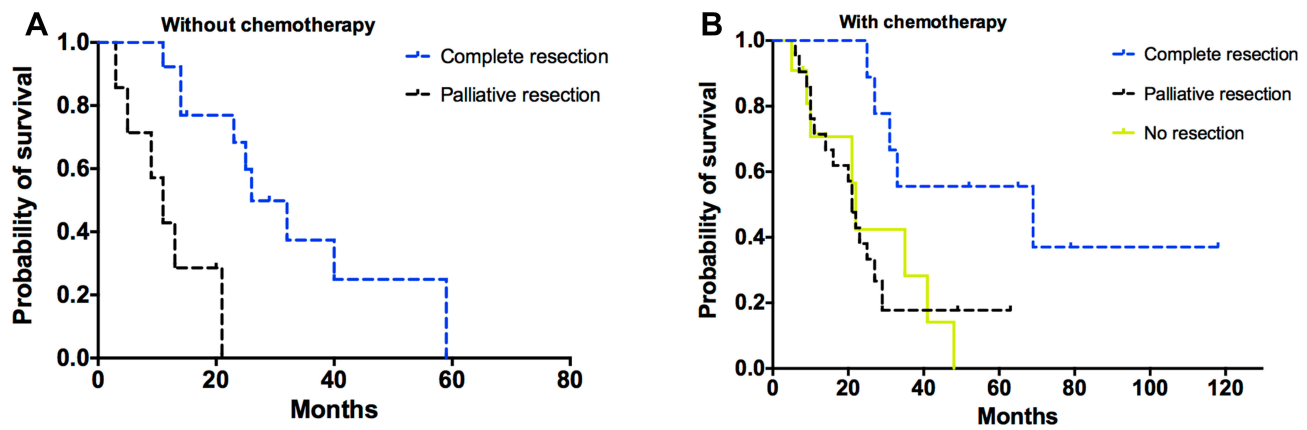 A
Without chemotherapy
Complete resection
Palliative resection
Probability of survival
1.0
0.8
0.6
0.4
0.2
0.0
0 20 40 60 80
Months
B
With chemotherapy
Complete resection
Palliative resection
No resection
Probability of survival
1.0
0.8
0.6
0.4
0.2
0.0
0 20 40 60 80 100 120
Months